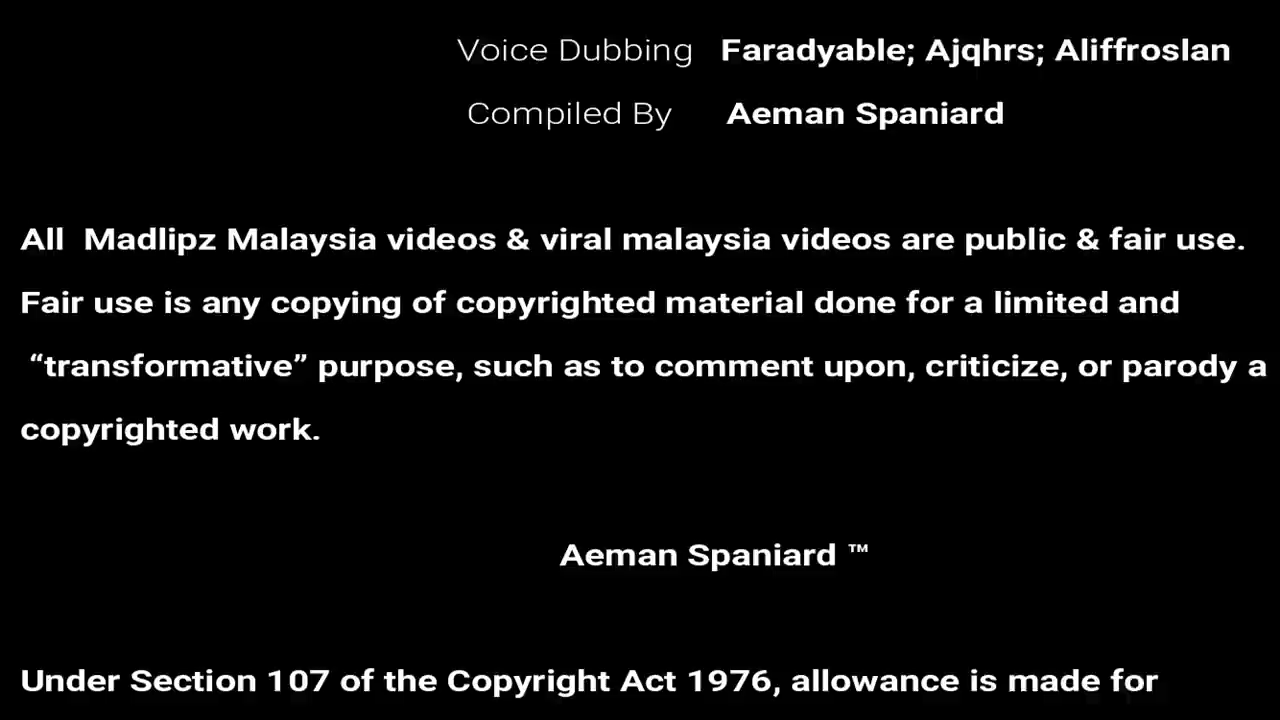 Voice Dubbing Faradyable; Ajqhrs; Aliffroslan
Compiled By Aeman Spaniard
All Madlipz Malaysia videos & viral malaysia videos are public & fair use.
Fair use is any copying of copyrighted material done for a limited and
“transformative” purpose, such as to comment upon, criticize, or parody a
copyrighted work.
Aeman Spaniard ™
Under Section 107 of the Copyright Act 1976, allowance is made for